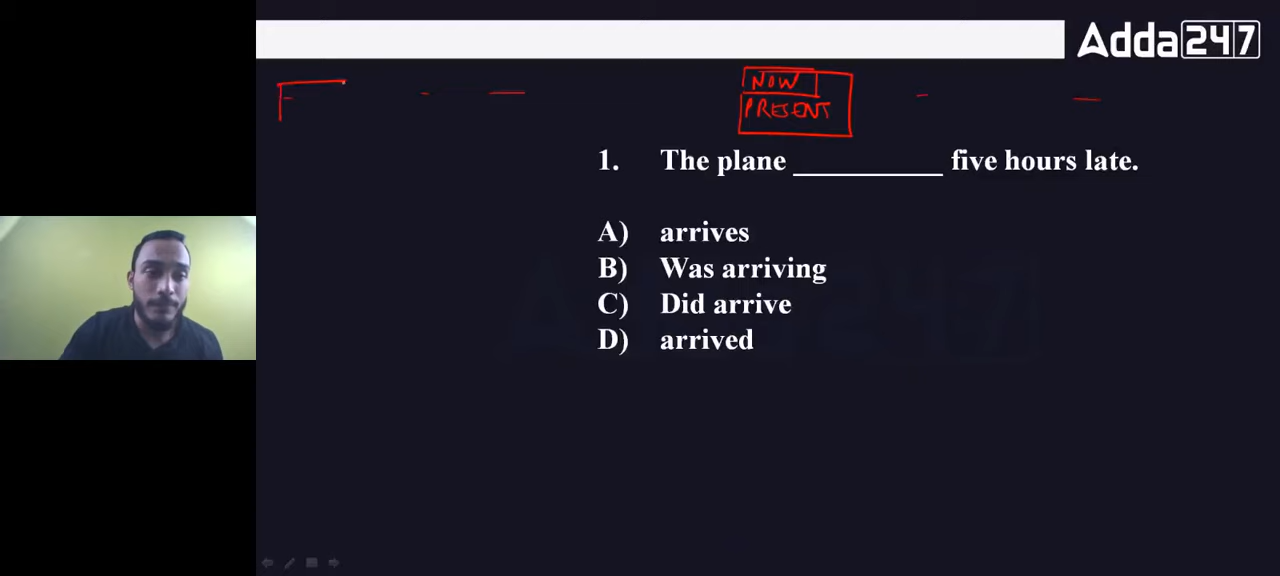 Adda247
NOW
PRESENT
1. The plane __________ five hours late.
A) arrives
B) Was arriving
C) Did arrive
D) arrived